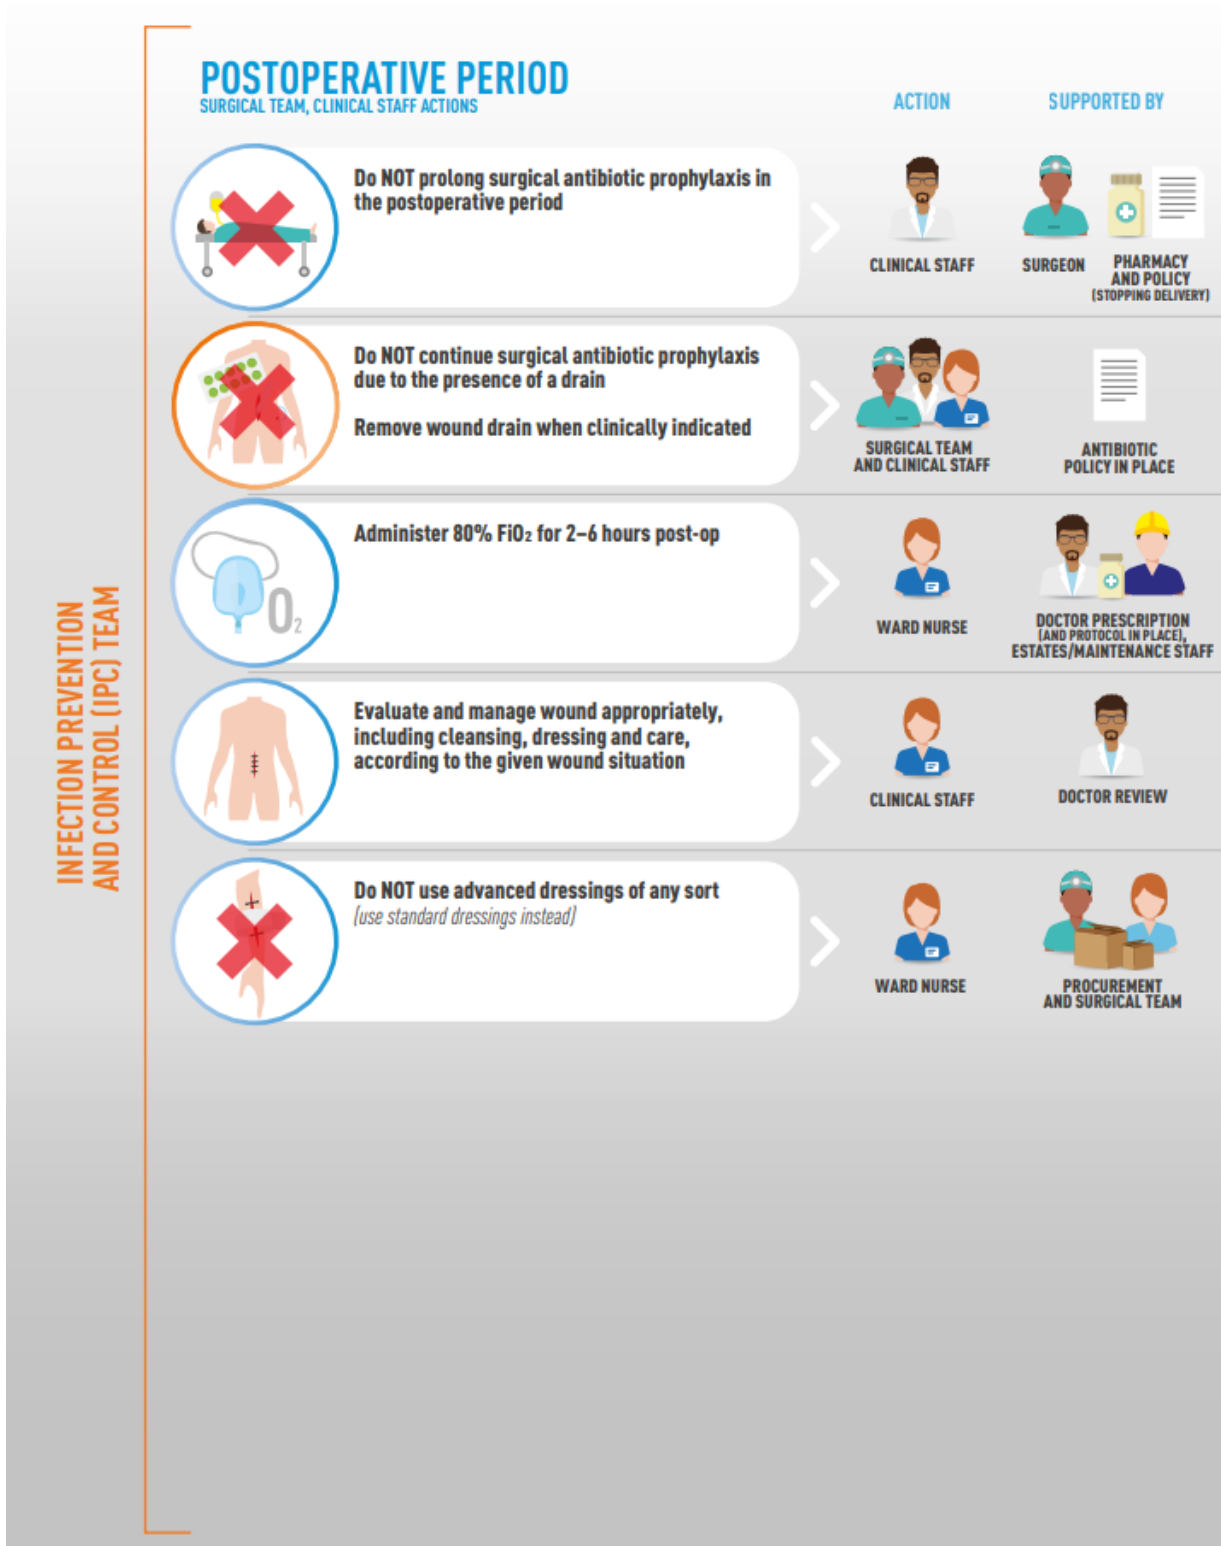 POSTOPERATIVE PERIOD
SURGICAL TEAM, CLINICAL STAFF ACTIONS
ACTION
SUPPORTED BY
Do NOT prolong surgical antibiotic prophylaxis in
the postoperative period
CLINICAL STAFF
SURGEON
PHARMACY
AND POLICY
(STOPPING DELIVERY)
Do NOT continue surgical antibiotic prophylaxis
due to the presence of a drain
Remove wound drain when clinically indicated
SURGICAL TEAM
AND CLINICAL STAFF
ANTIBIOTIC
POLICY IN PLACE
O₂
Administer 80% FiO₂ for 2–6 hours post-op
WARD NURSE
DOCTOR PRESCRIPTION
(AND PROTOCOL IN PLACE),
ESTATES/MAINTENANCE STAFF
Evaluate and manage wound appropriately,
including cleansing, dressing and care,
according to the given wound situation
CLINICAL STAFF
DOCTOR REVIEW
Do NOT use advanced dressings of any sort
(use standard dressings instead)
WARD NURSE
PROCUREMENT
AND SURGICAL TEAM
INFECTION PREVENTION
AND CONTROL (IPC) TEAM